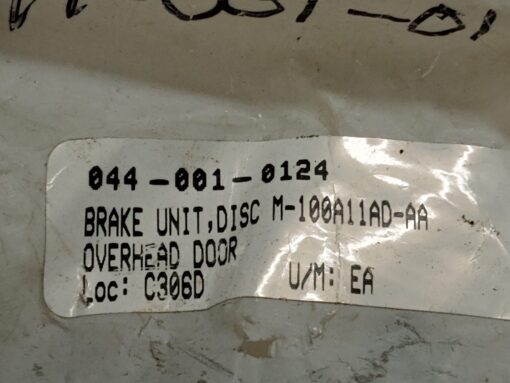 044-001-0124
BRAKE UNIT,DISC M-100A11AD-AA
OVERHEAD DOOR
Loc: C306D U/M: EA